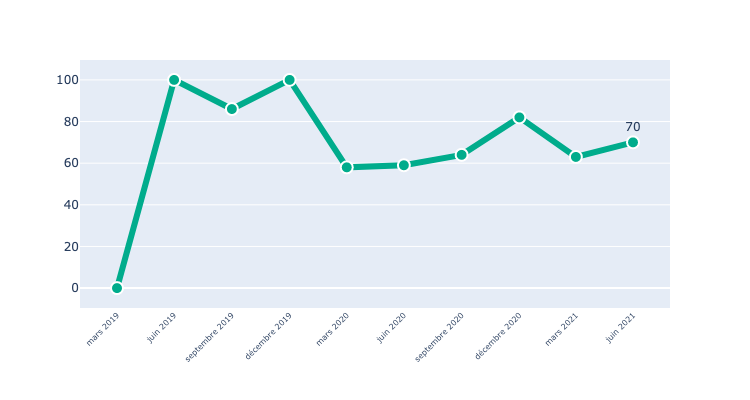 100
80
60
40
20
0
70
mars 2019
juin 2019
septembre 2019
décembre 2019
mars 2020
juin 2020
septembre 2020
décembre 2020
mars 2021
juin 2021